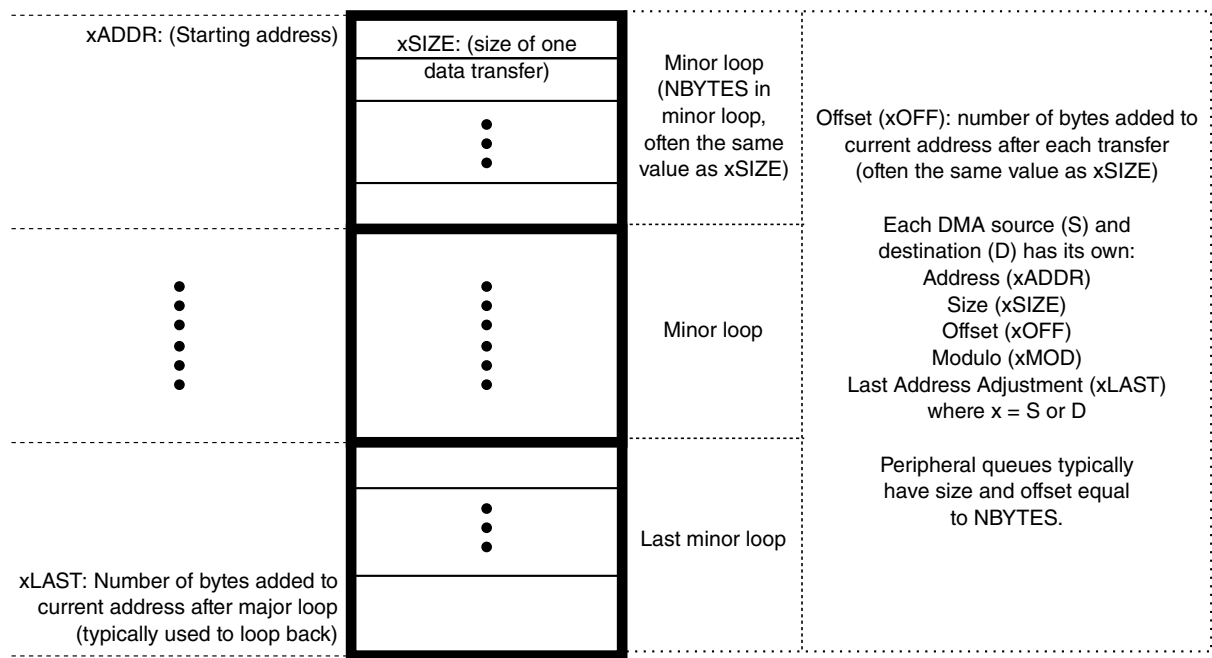 xADDR: (Starting address)
xSIZE: (size of one
data transfer)
Minor loop
(NBYTES in
minor loop,
often the same
value as xSIZE)
Offset (xOFF): number of bytes added to
current address after each transfer
(often the same value as xSIZE)
Each DMA source (S) and
destination (D) has its own:
Address (xADDR)
Size (xSIZE)
Offset (xOFF)
Modulo (xMOD)
Last Address Adjustment (xLAST)
where x = S or D
Peripheral queues typically
have size and offset equal
to NBYTES.
Minor loop
Last minor loop
xLAST: Number of bytes added to
current address after major loop
(typically used to loop back)